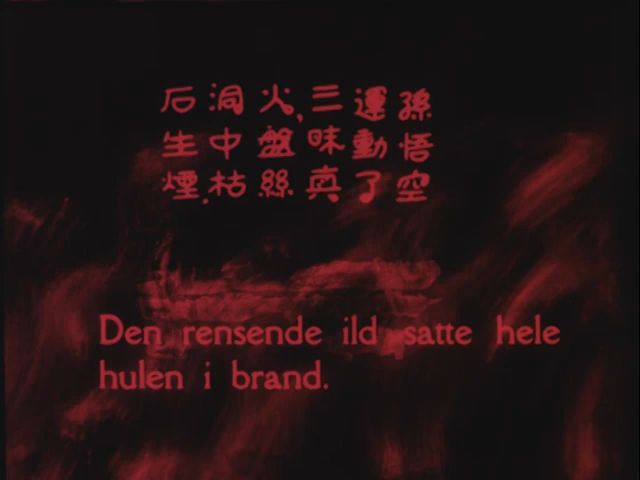 孫悟空
運動了
三昧真
火,盤絲
洞中枯
石生煙.
Den rensende ild satte hele
hulen i brand.